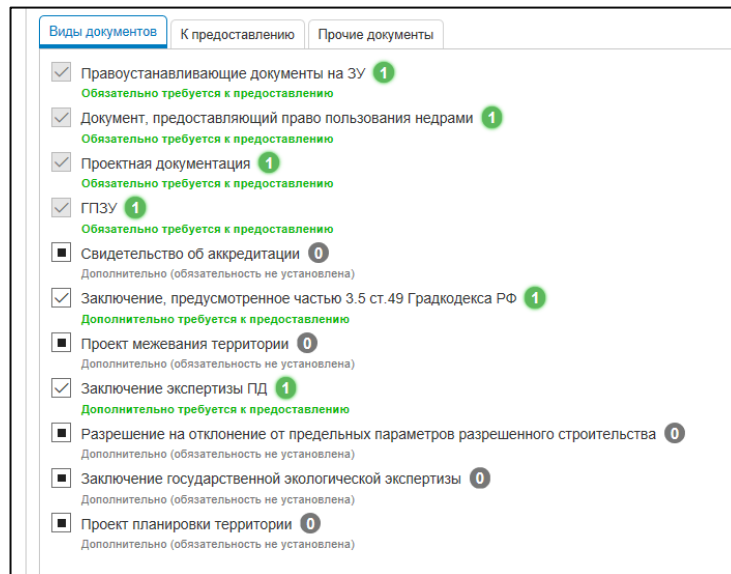 Виды документов К предоставлению Прочие документы
Правоустанавливающие документы на ЗУ 1
Обязательно требуется к предоставлению
Документ, предоставляющий право пользования недрами 1
Обязательно требуется к предоставлению
Проектная документация 1
Обязательно требуется к предоставлению
ГПЗУ 1
Обязательно требуется к предоставлению
Свидетельство об аккредитации 0
Дополнительно (обязательность не установлена)
Заключение, предусмотренное частью 3.5 ст.49 Градкодекса РФ 1
Дополнительно требуется к предоставлению
Проект межевания территории 0
Дополнительно (обязательность не установлена)
Заключение экспертизы ПД 1
Дополнительно требуется к предоставлению
Разрешение на отклонение от предельных параметров разрешенного строительства 0
Дополнительно (обязательность не установлена)
Заключение государственной экологической экспертизы 0
Дополнительно (обязательность не установлена)
Проект планировки территории 0
Дополнительно (обязательность не установлена)